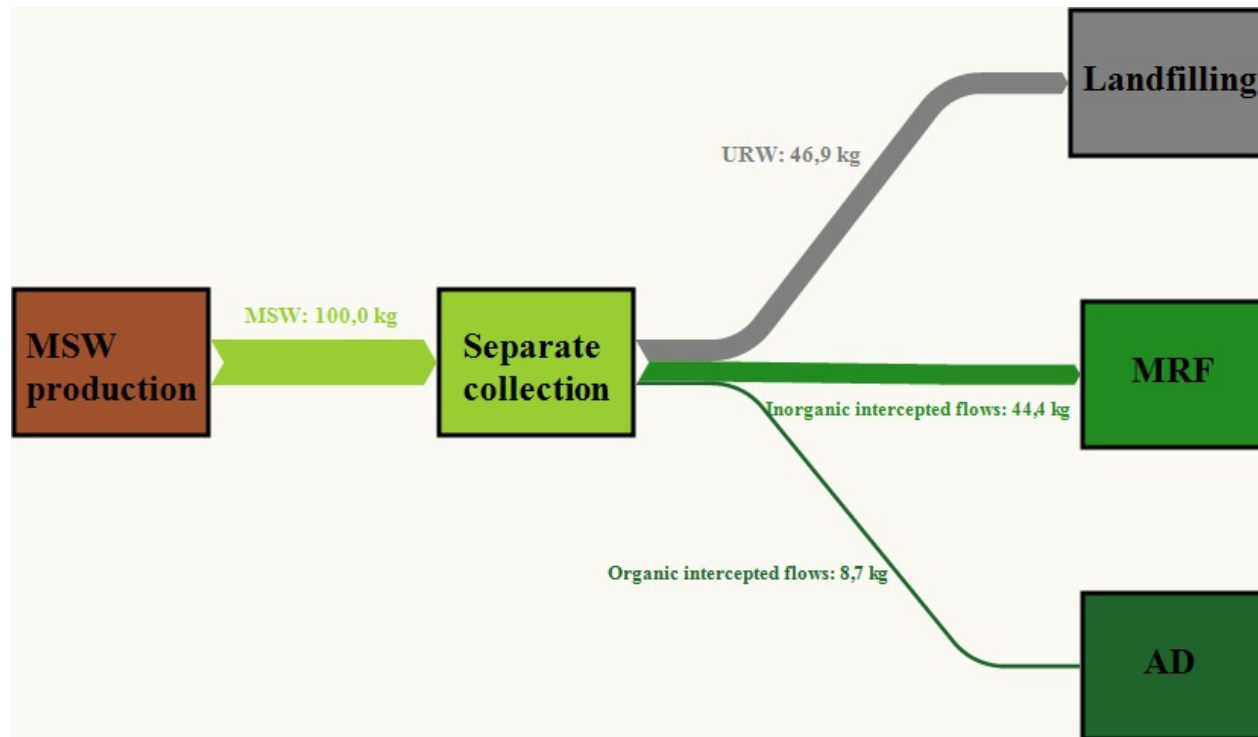 Landfilling
URW: 46,9 kg
MSW: 100,0 kg
MSW
production
Separate
collection
MRF
Inorganic intercepted flows: 44,4 kg
Organic intercepted flows: 8,7 kg
AD